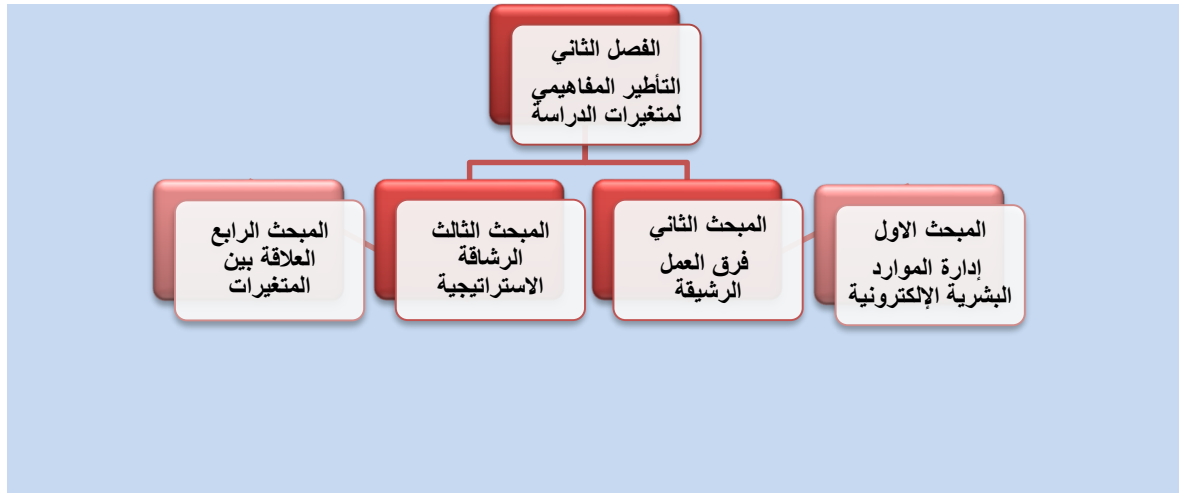 الفصل الثاني
التأطير المفاهيمي
لمتغيرات الدراسة
المبحث الاول
إدارة الموارد
البشرية الإلكترونية
المبحث الثاني
فرق العمل
الرشيقة
المبحث الثالث
الرشاقة
الاستراتيجية
المبحث الرابع
العلاقة بين
المتغيرات